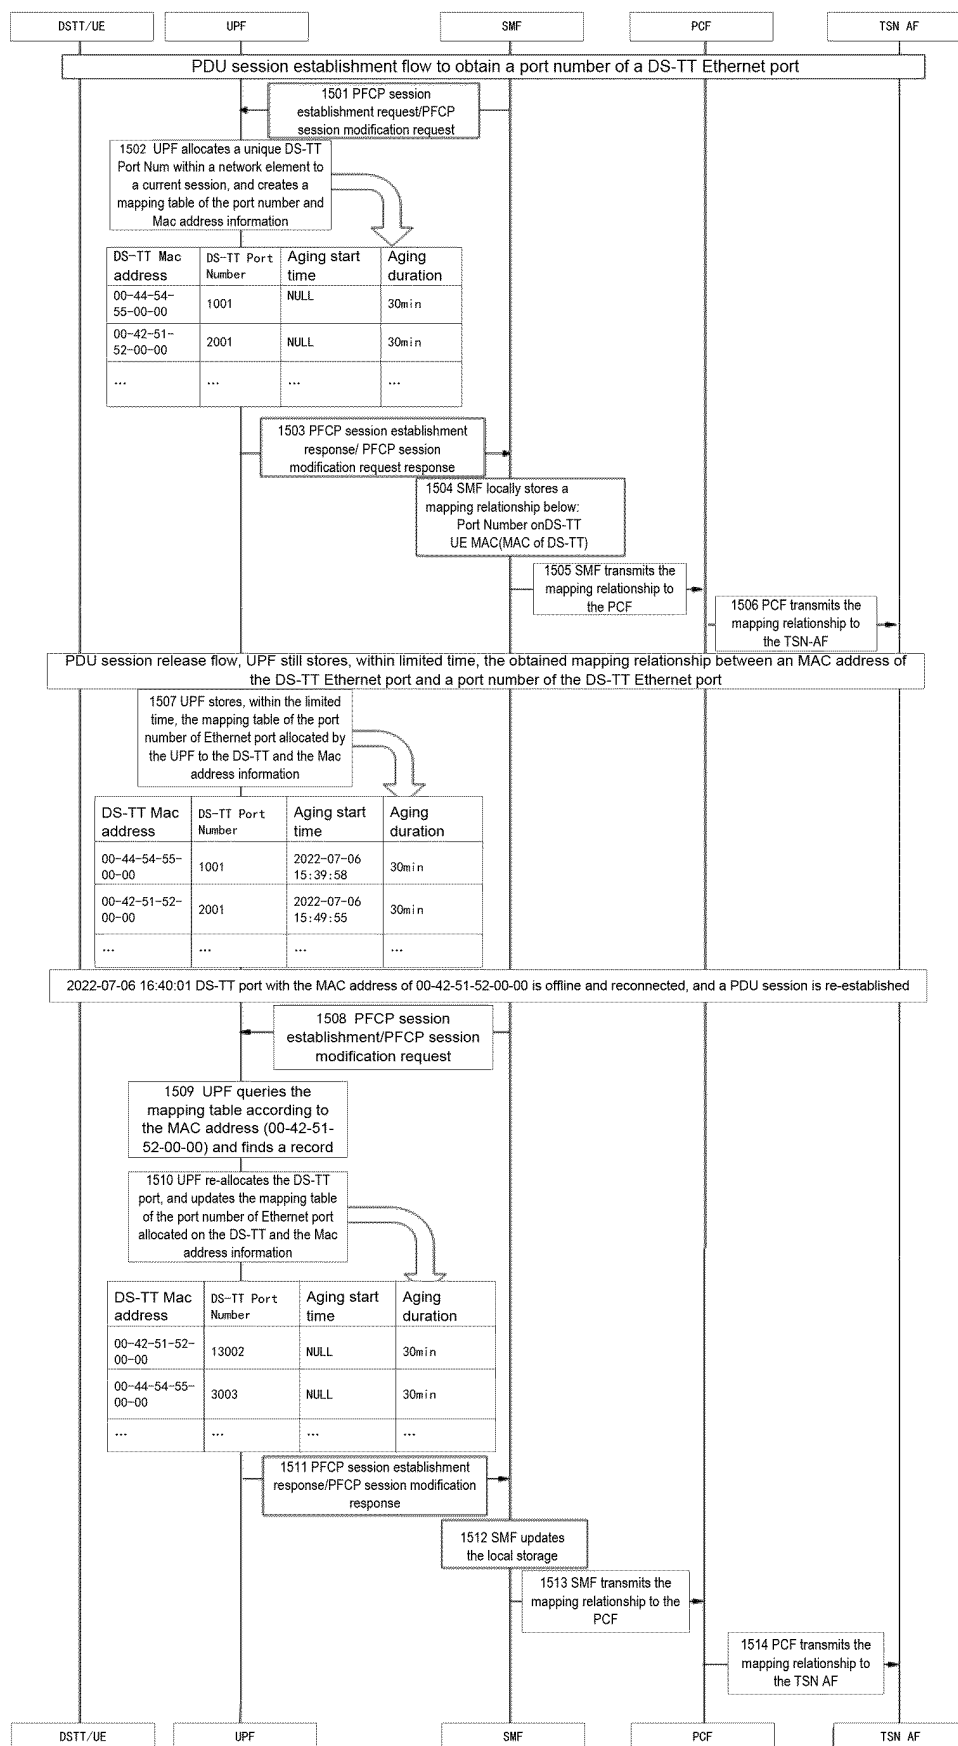 DSTT/UE
UPF
SMF
PCF
TSN AF
PDU session establishment flow to obtain a port number of a DS-TT Ethernet port
1501 PFCP session
establishment request/PFCP
session modification request
1502 UPF allocates a unique DS-TT
Port Num within a network element to
a current session, and creates a
mapping table of the port number and
Mac address information
DS-TT Mac
address
DS-TT Port
Number
Aging start
time
Aging
duration
00-44-54-
55-00-00
1001
NULL
30min
00-42-51-
52-00-00
2001
NULL
30min
...
...
...
...
1503 PFCP session establishment
response/ PFCP session
modification request response
1504 SMF locally stores a
mapping relationship below:
Port Number onDS-TT
UE MAC(MAC of DS-TT)
1505 SMF transmits the
mapping relationship to
the PCF
1506 PCF transmits the
mapping relationship to
the TSN-AF
PDU session release flow, UPF still stores, within limited time, the obtained mapping relationship between an MAC address of
the DS-TT Ethernet port and a port number of the DS-TT Ethernet port
1507 UPF stores, within the limited
time, the mapping table of the port
number of Ethernet port allocated by
the UPF to the DS-TT and the Mac
address information
DS-TT Mac
address
DS-TT Port
Number
Aging start
time
Aging
duration
00-44-54-55-
00-00
1001
2022-07-06
15:39:58
30min
00-42-51-52-
00-00
2001
2022-07-06
15:49:55
30min
...
...
...
...
2022-07-06 16:40:01 DS-TT port with the MAC address of 00-42-51-52-00-00 is offline and reconnected, and a PDU session is re-established
1508 PFCP session
establishment/PFCP session
modification request
1509 UPF queries the
mapping table according to
the MAC address (00-42-51-
52-00-00) and finds a record
1510 UPF re-allocates the DS-TT
port, and updates the mapping table
of the port number of Ethernet port
allocated on the DS-TT and the Mac
address information
DS-TT Mac
address
DS-TT Port
Number
Aging start
time
Aging
duration
00-42-51-52-
00-00
13002
NULL
30min
00-44-54-55-
00-00
3003
NULL
30min
...
...
...
...
1511 PFCP session establishment
response/PFCP session modification
response
1512 SMF updates
the local storage
1513 SMF transmits the
mapping relationship to the
PCF
1514 PCF transmits the
mapping relationship to
the TSN AF
DSTT/UE
UPF
SMF
PCF
TSN AF